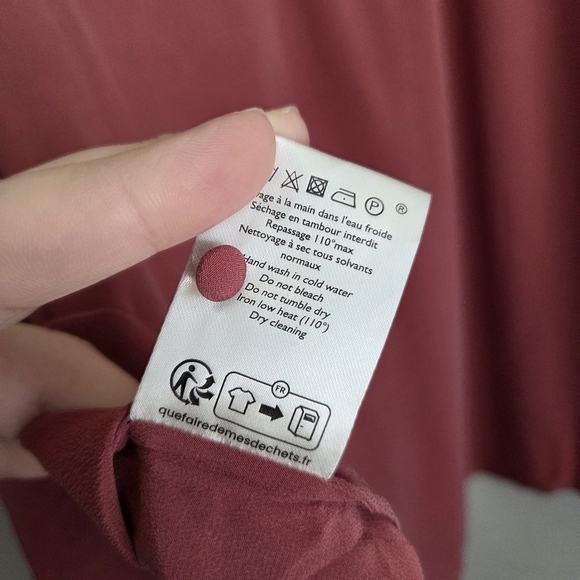 P ®
à la main dans l'eau froide
Séchage en tambour interdit
Repassage 110°max
Nettoyage à sec tous solvants
normaux
Hand wash in cold water
Do not bleach
Do not tumble dry
Iron low heat (110°)
Dry cleaning
FR
quefairedemesdechets.fr